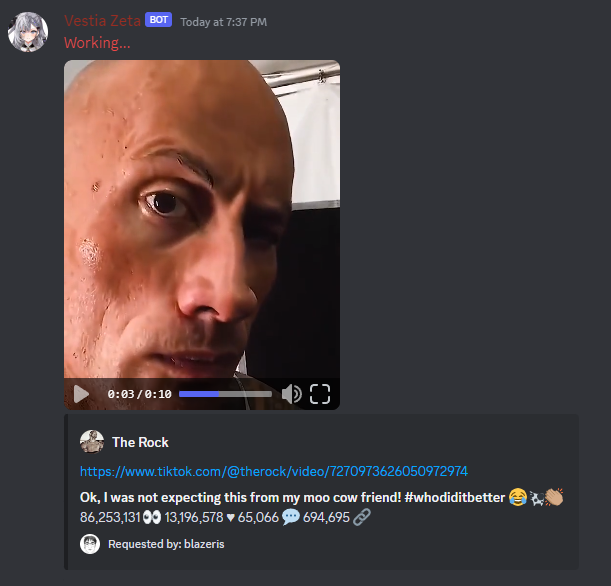 Vestia Zeta BOT Today at 7:37 PM
Working...
0:03/0:10
The Rock
https://www.tiktok.com/@therock/video/7270973626050972974
Ok, I was not expecting this from my moo cow friend! #whodiditbetter 😂🐄👏🏽
86,253,131👀 13,196,578 ♥ 65,066 💬 694,695 🔗
Requested by: blazeris